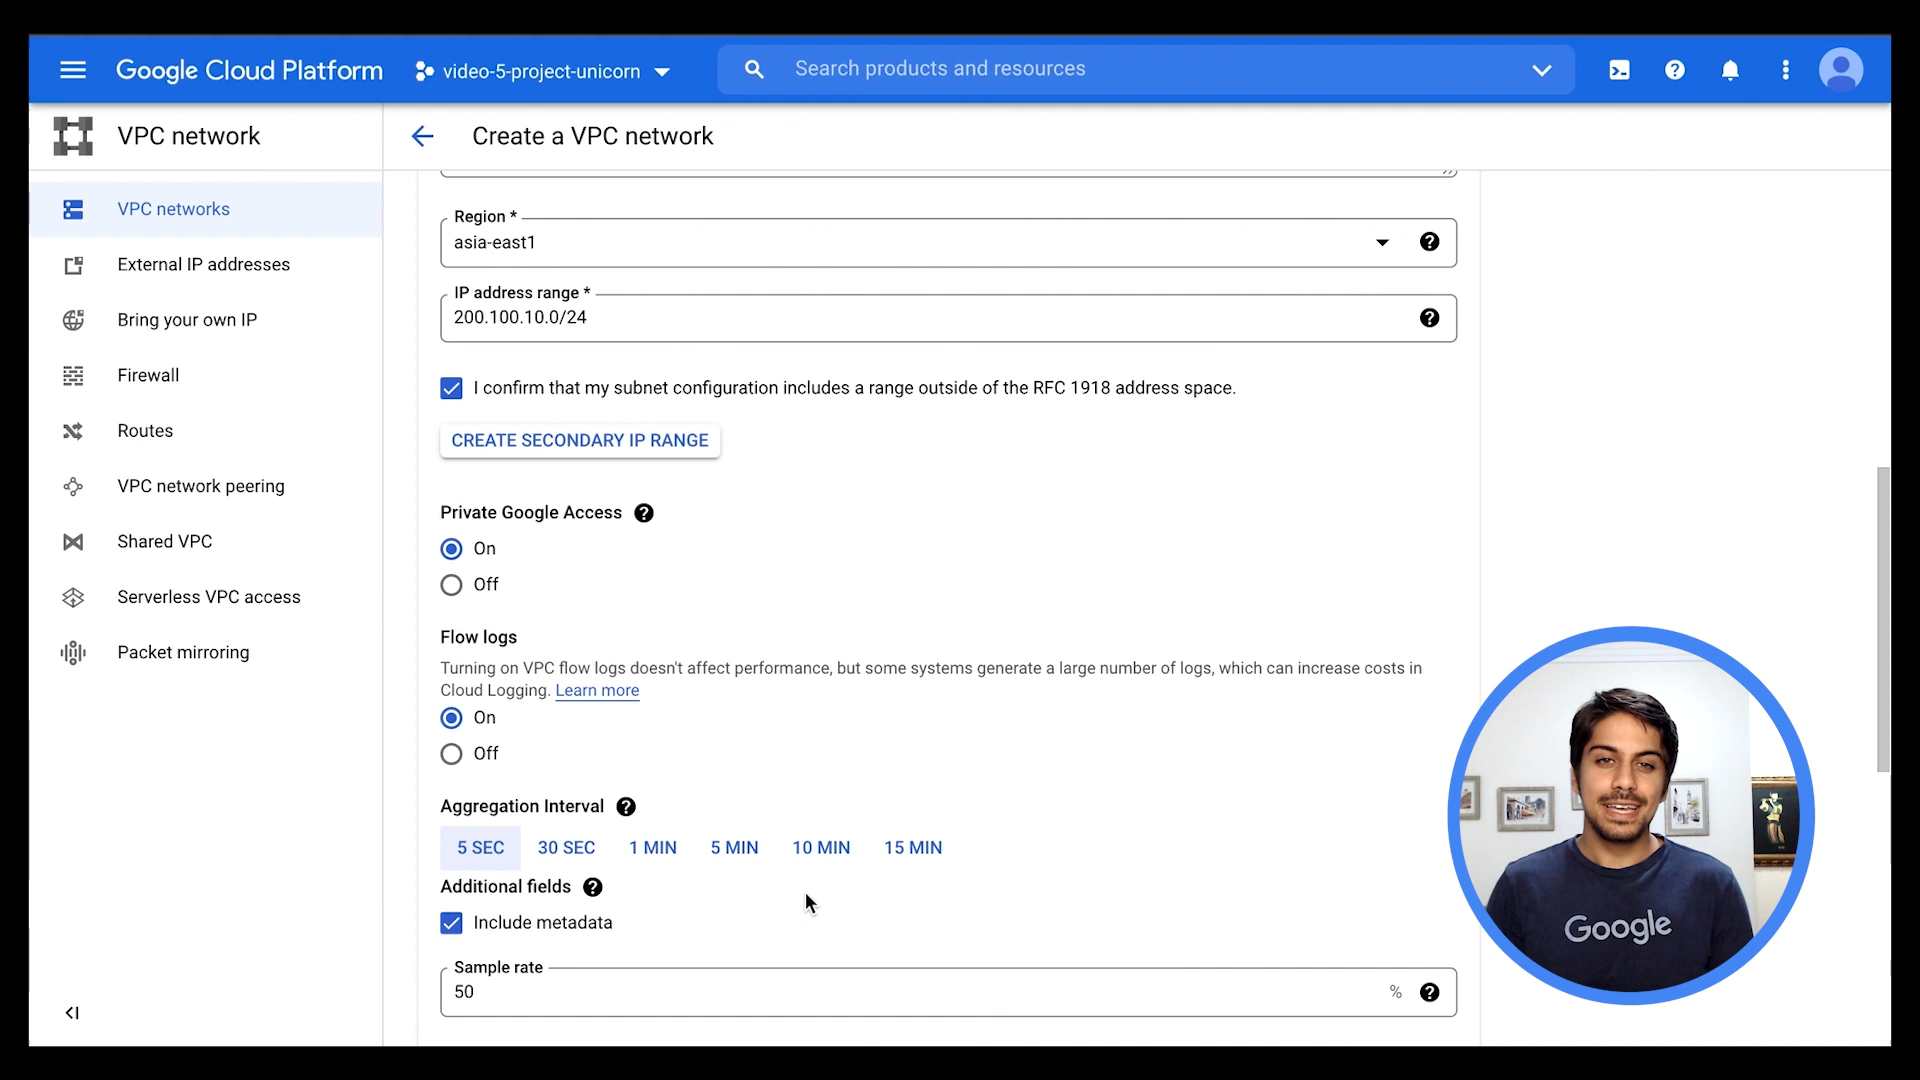 Google Cloud Platform
video-5-project-unicorn
Search products and resources
VPC network
Create a VPC network
VPC networks
External IP addresses
Bring your own IP
Firewall
Routes
VPC network peering
Shared VPC
Serverless VPC access
Packet mirroring
Region *
asia-east1
IP address range *
200.100.10.0/24
I confirm that my subnet configuration includes a range outside of the RFC 1918 address space.
CREATE SECONDARY IP RANGE
Private Google Access
On
Off
Flow logs
Turning on VPC flow logs doesn't affect performance, but some systems generate a large number of logs, which can increase costs in
Cloud Logging. Learn more
On
Off
Aggregation Interval
5 SEC 30 SEC 1 MIN 5 MIN 10 MIN 15 MIN
Additional fields
Include metadata
Sample rate
50 %
Google